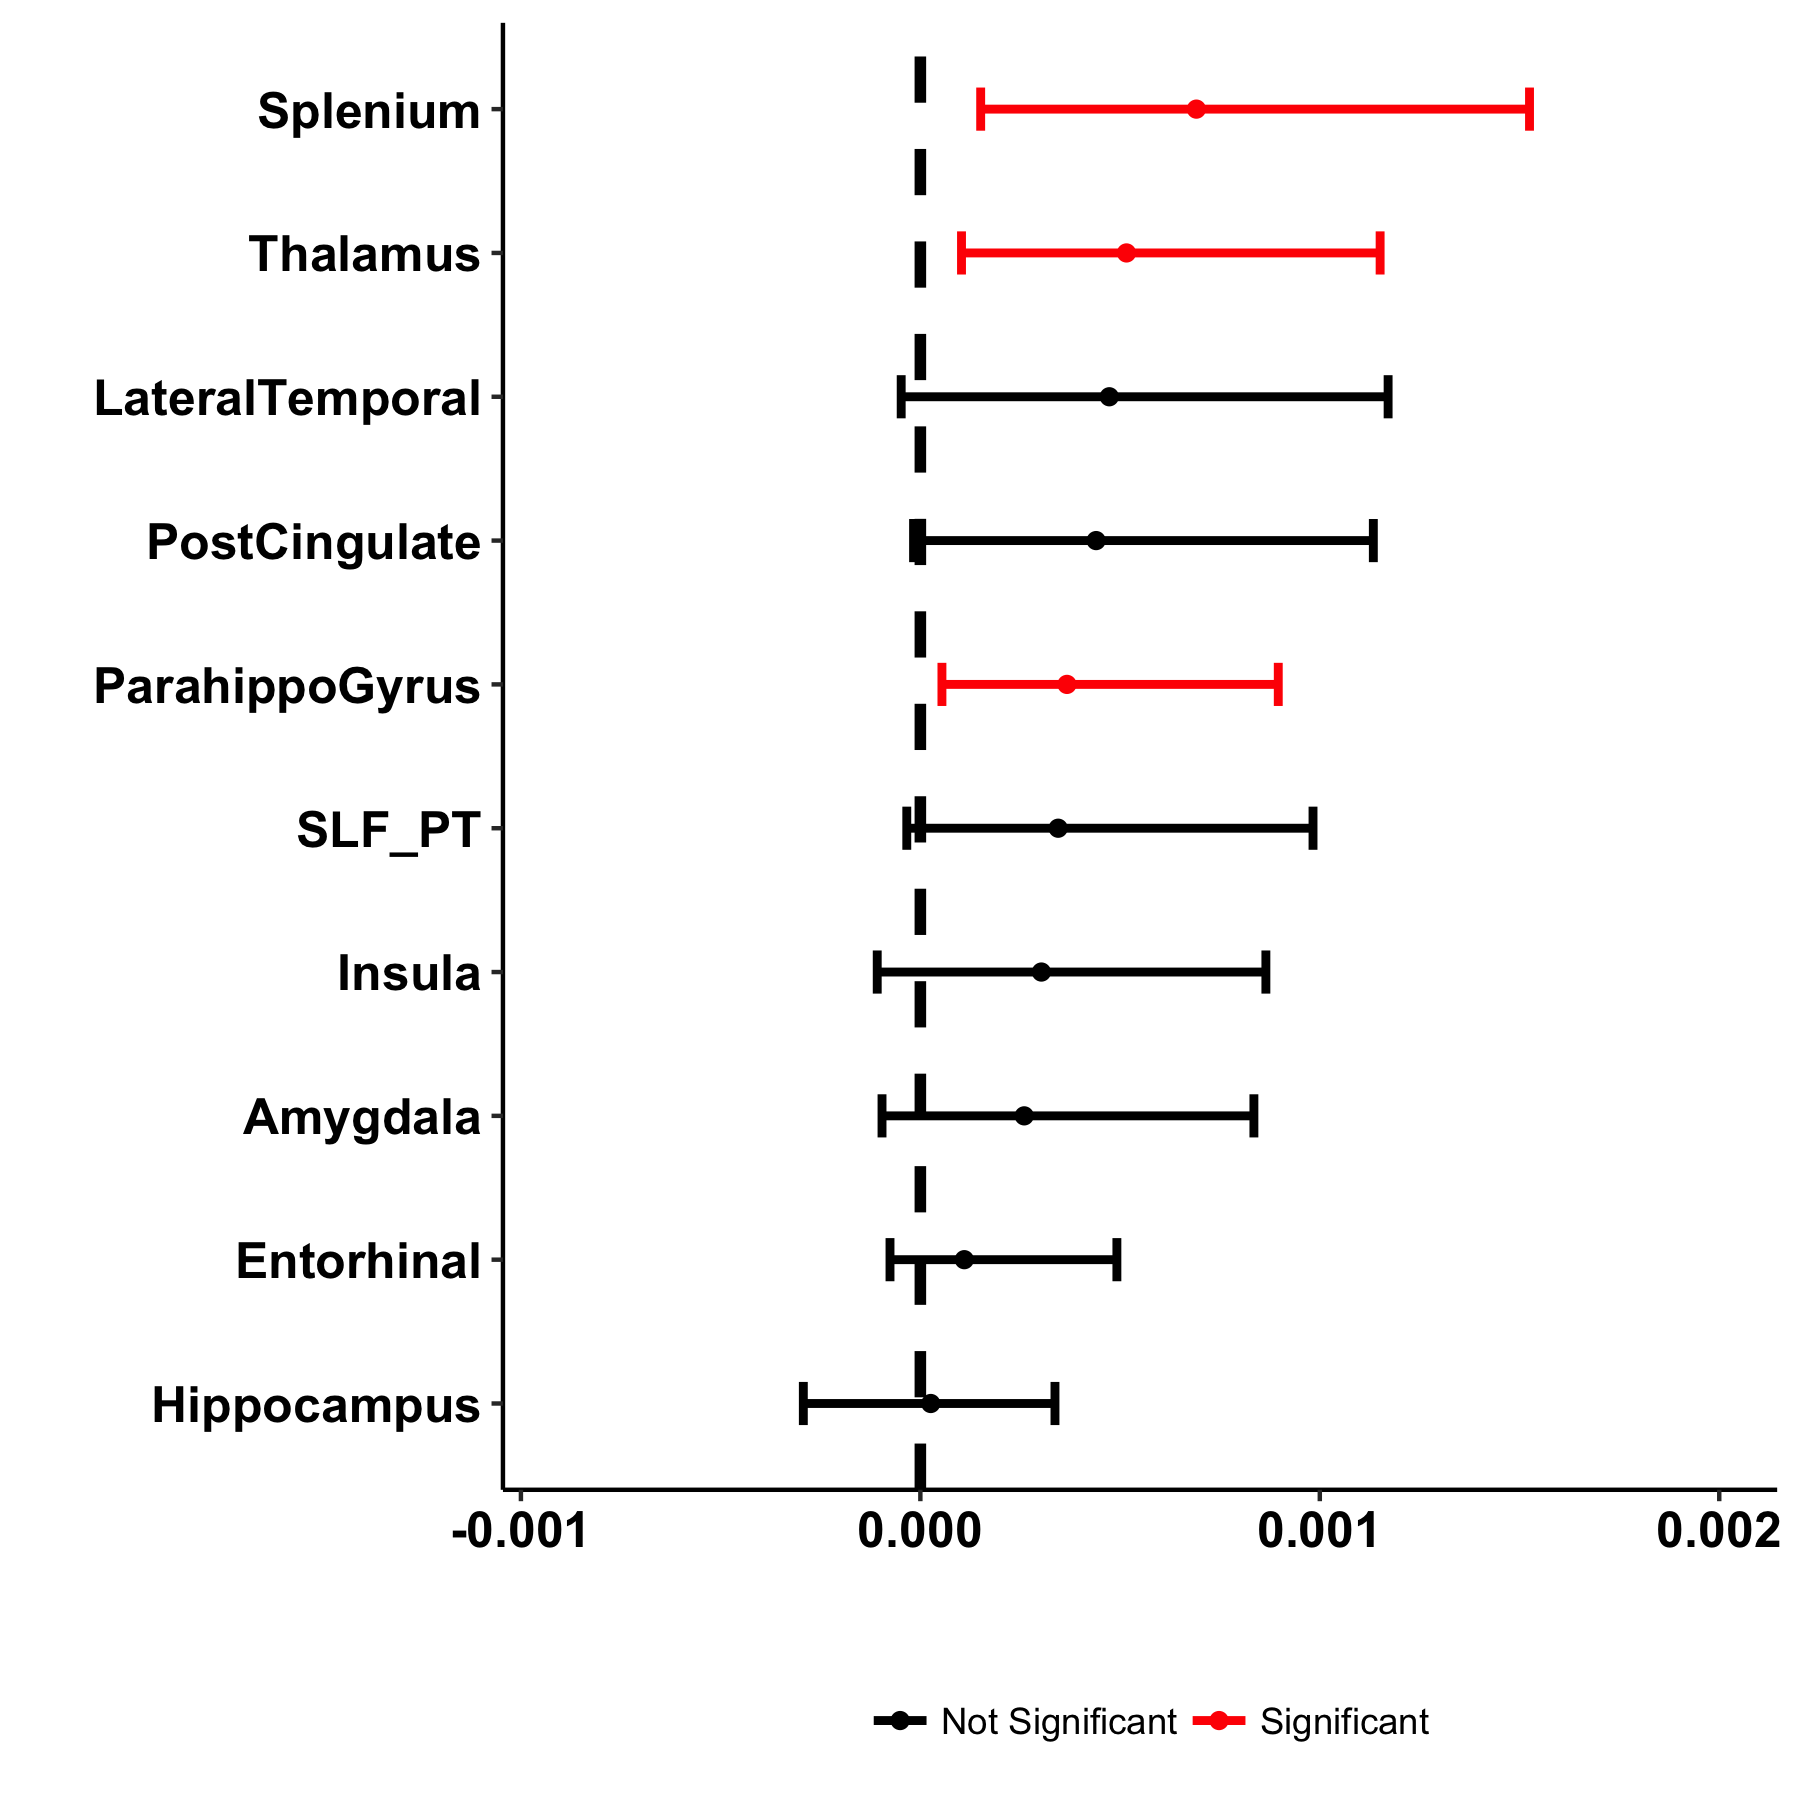 Splenium
Thalamus
LateralTemporal
PostCingulate
ParahippoGyrus
SLF_PT
Insula
Amygdala
Entorhinal
Hippocampus
-0.001 0.000 0.001 0.002
Not Significant Significant